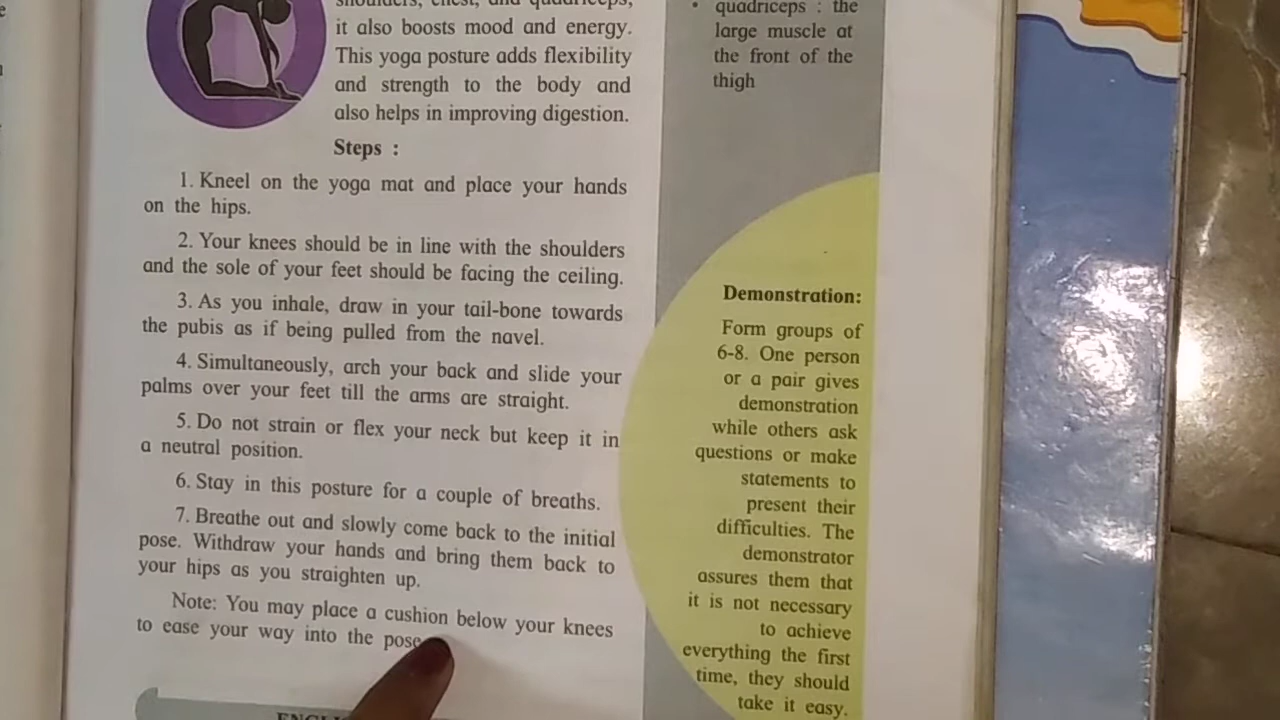 shoulders, chest, and quadriceps,
it also boosts mood and energy.
This yoga posture adds flexibility
and strength to the body and
also helps in improving digestion.
Steps :
1. Kneel on the yoga mat and place your hands
on the hips.
2. Your knees should be in line with the shoulders
and the sole of your feet should be facing the ceiling.
3. As you inhale, draw in your tail-bone towards
the pubis as if being pulled from the navel.
4. Simultaneously, arch your back and slide your
palms over your feet till the arms are straight.
5. Do not strain or flex your neck but keep it in
a neutral position.
6. Stay in this posture for a couple of breaths.
7. Breathe out and slowly come back to the initial
pose. Withdraw your hands and bring them back to
your hips as you straighten up.
Note: You may place a cushion below your knees
to ease your way into the pose
• quadriceps : the
large muscle at
the front of the
thigh
Demonstration:
Form groups of
6-8. One person
or a pair gives
demonstration
while others ask
questions or make
statements to
present their
difficulties. The
demonstrator
assures them that
it is not necessary
to achieve
everything the first
time, they should
take it easy.